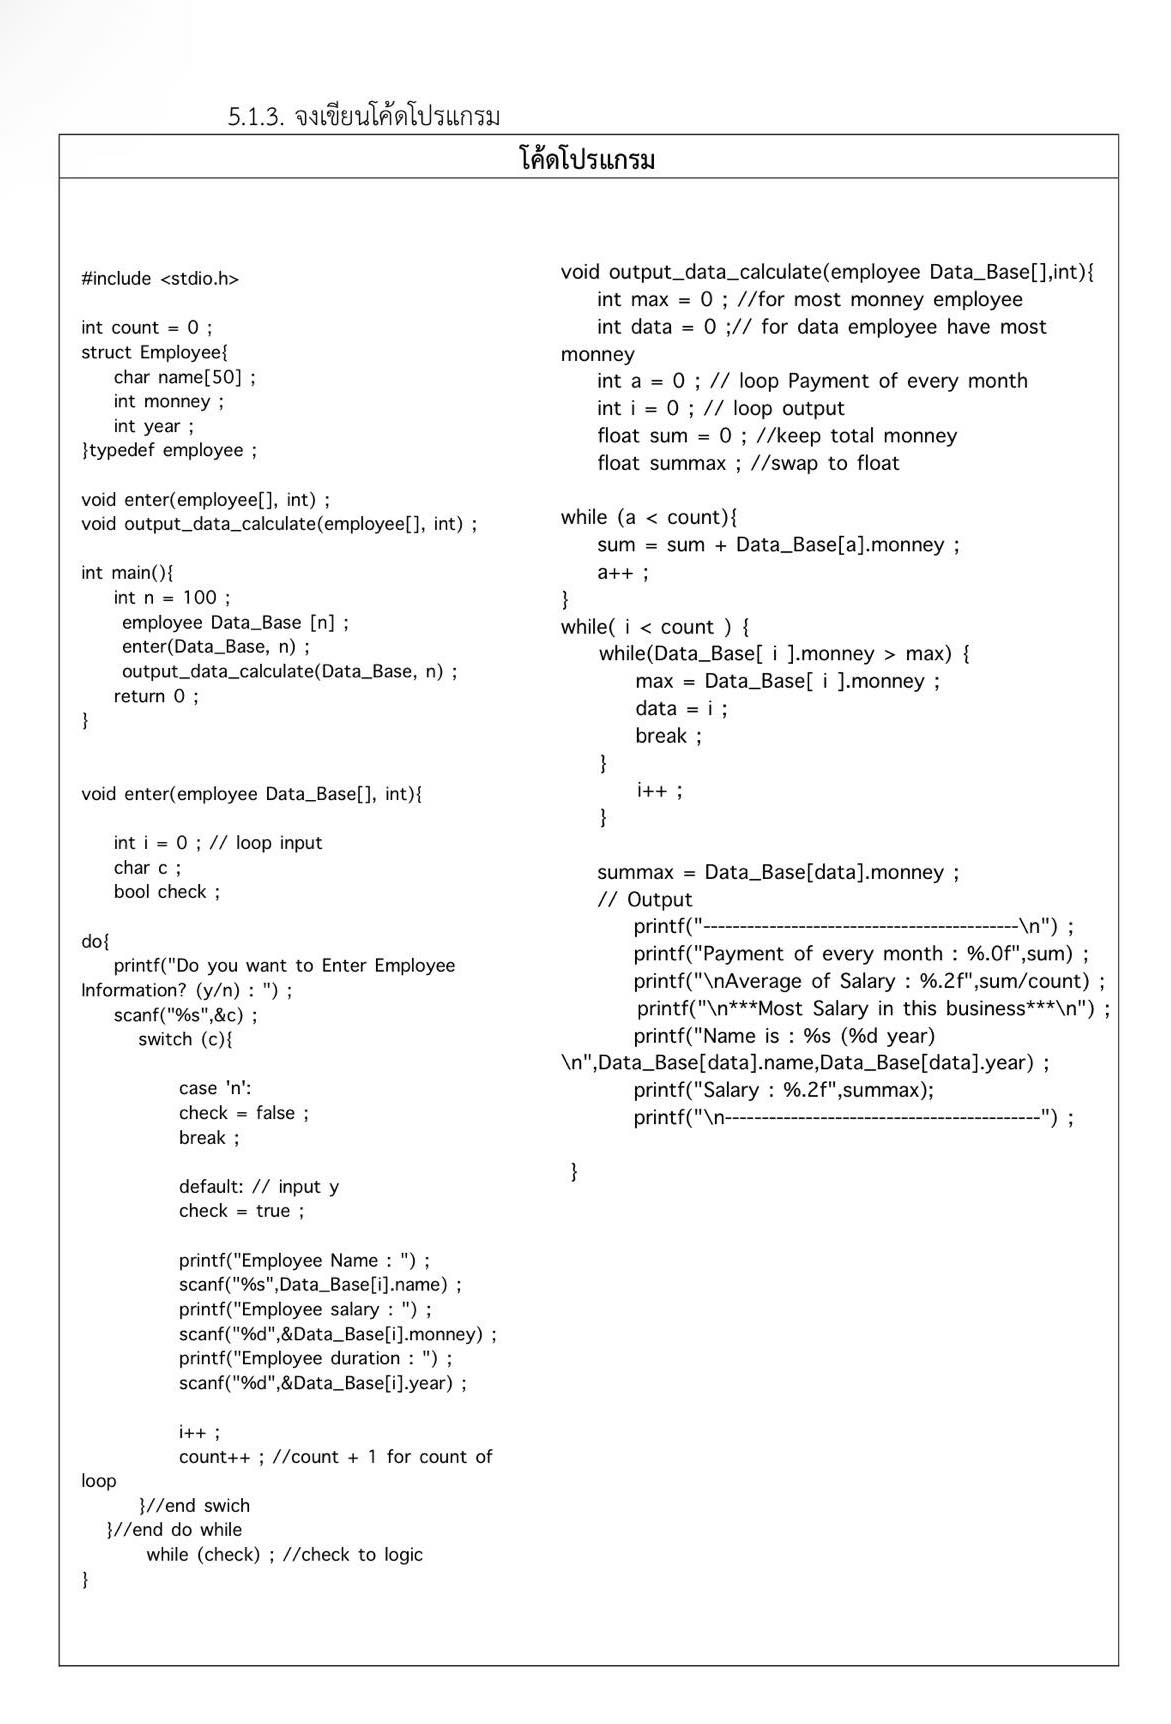 5.1.3. จงเขียนโค้ดโปรแกรม
โค้ดโปรแกรม
#include <stdio.h>
int count = 0 ;
struct Employee{
char name[50] ;
int monney ;
int year ;
}typedef employee ;
void enter(employee[], int) ;
void output_data_calculate(employee[], int) ;
int main(){
int n = 100 ;
employee Data_Base [n] ;
enter(Data_Base, n) ;
output_data_calculate(Data_Base, n) ;
return 0 ;
}
void enter(employee Data_Base[], int){
int i = 0 ; // loop input
char c ;
bool check ;
do{
printf("Do you want to Enter Employee
Information? (y/n) : ") ;
scanf("%s",&c) ;
switch (c){
case 'n':
check = false ;
break ;
default: // input y
check = true ;
printf("Employee Name : ") ;
scanf("%s",Data_Base[i].name) ;
printf("Employee salary : ") ;
scanf("%d",&Data_Base[i].monney) ;
printf("Employee duration : ") ;
scanf("%d",&Data_Base[i].year) ;
i++ ;
count++ ; //count + 1 for count of
loop
}//end swich
}//end do while
while (check) ; //check to logic
}
void output_data_calculate(employee Data_Base[],int){
int max = 0 ; //for most monney employee
int data = 0 ;// for data employee have most
monney
int a = 0 ; // loop Payment of every month
int i = 0 ; // loop output
float sum = 0 ; //keep total monney
float summax ; //swap to float
while (a < count){
sum = sum + Data_Base[a].monney ;
a++ ;
}
while( i < count ) {
while(Data_Base[ i ].monney > max) {
max = Data_Base[ i ].monney ;
data = i ;
break ;
}
i++ ;
}
summax = Data_Base[data].monney ;
// Output
printf("-------------------------------------------\n") ;
printf("Payment of every month : %.0f",sum) ;
printf("\nAverage of Salary : %.2f",sum/count) ;
printf("\n***Most Salary in this business***\n") ;
printf("Name is : %s (%d year)
\n",Data_Base[data].name,Data_Base[data].year) ;
printf("Salary : %.2f",summax);
printf("\n-------------------------------------------") ;
}